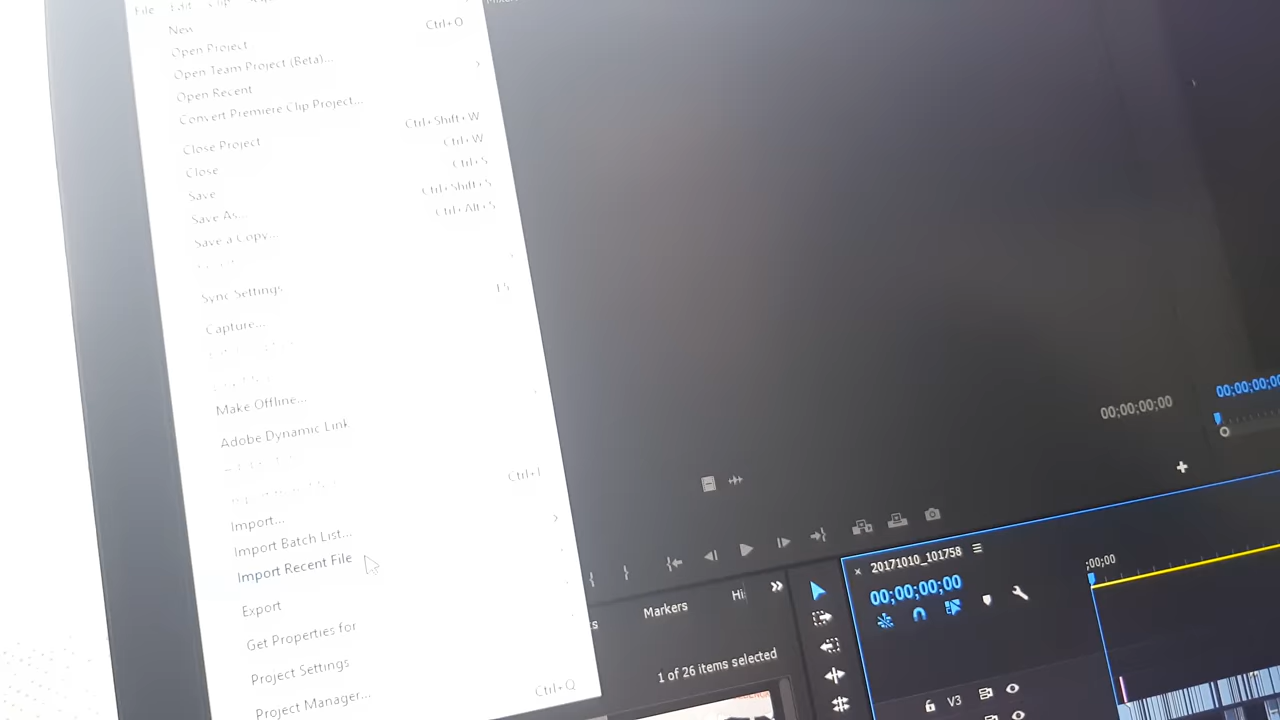 File Edit Clip
New
Open Project Ctrl+O
Open Team Project (Beta)...
Open Recent
Convert Premiere Clip Project...
Close Project Ctrl+Shift+W
Close Ctrl+W
Save Ctrl+S
Save As... Ctrl+Shift+S
Save a Copy... Ctrl+Alt+S
Sync Settings
Capture... F5
Make Offline...
Adobe Dynamic Link
Import... Ctrl+I
Import Batch List...
Import Recent File
Export
Get Properties for
Project Settings
Project Manager...
Ctrl+Q
00;00;00;00
00;00;00;00
Markers
1 of 26 items selected
× 20171010_101758
00;00;00;00
;00;00
V3